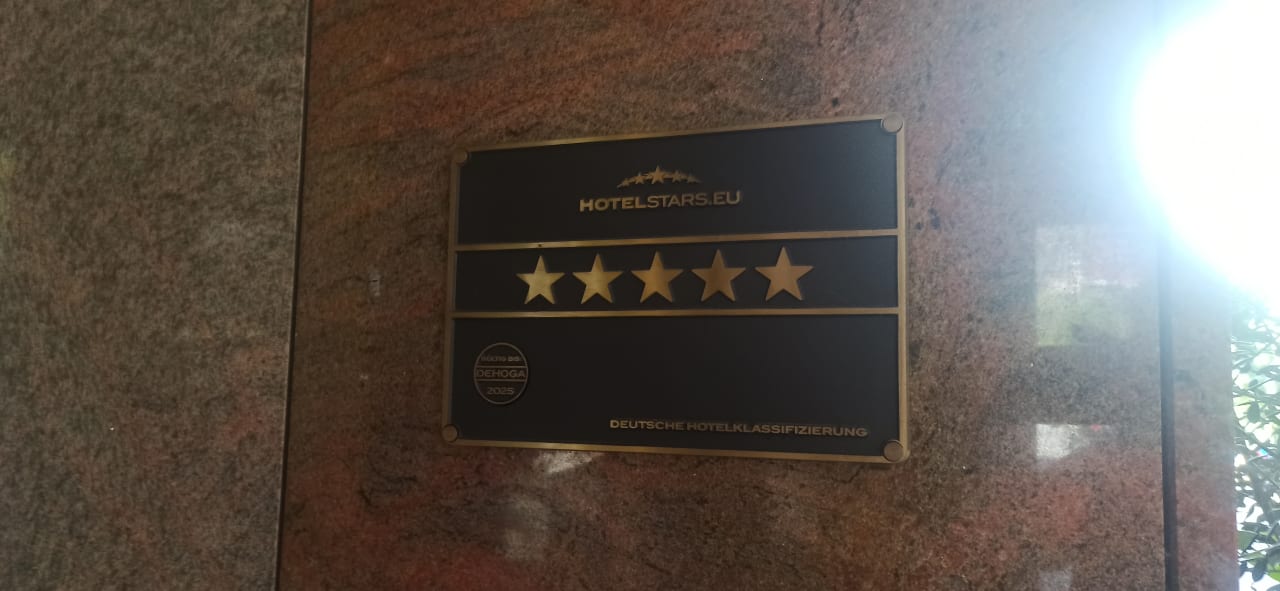 HOTELSTARS.EU
GÜLTIG BIS:
DEHOGA
2025
DEUTSCHE HOTELKLASSIFIZIERUNG